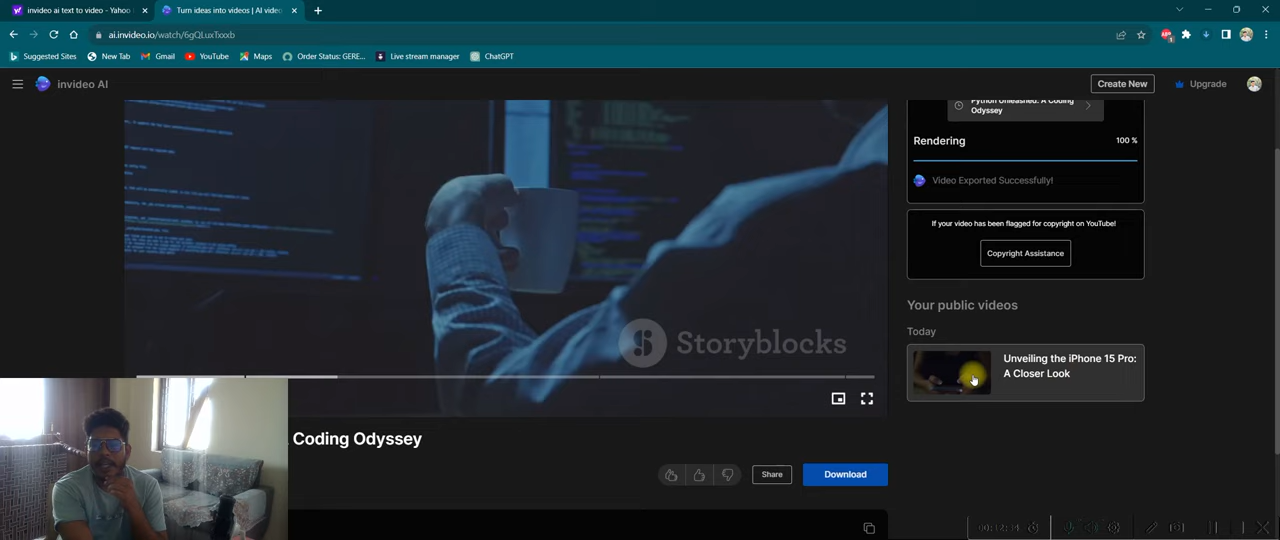 invideo ai text to video - Yahoo
Turn ideas into videos | AI video
ai.invideo.io/watch/6gQLuxTxxxb
Suggested Sites
New Tab
Gmail
YouTube
Maps
Order Status: GERE...
Live stream manager
ChatGPT
invideo AI
Create New
Upgrade
Python Unleashed: A Coding
Odyssey
Rendering
100 %
Video Exported Successfully!
If your video has been flagged for copyright on YouTube!
Copyright Assistance
Your public videos
Today
Unveiling the iPhone 15 Pro:
A Closer Look
Storyblocks
Coding Odyssey
Share
Download